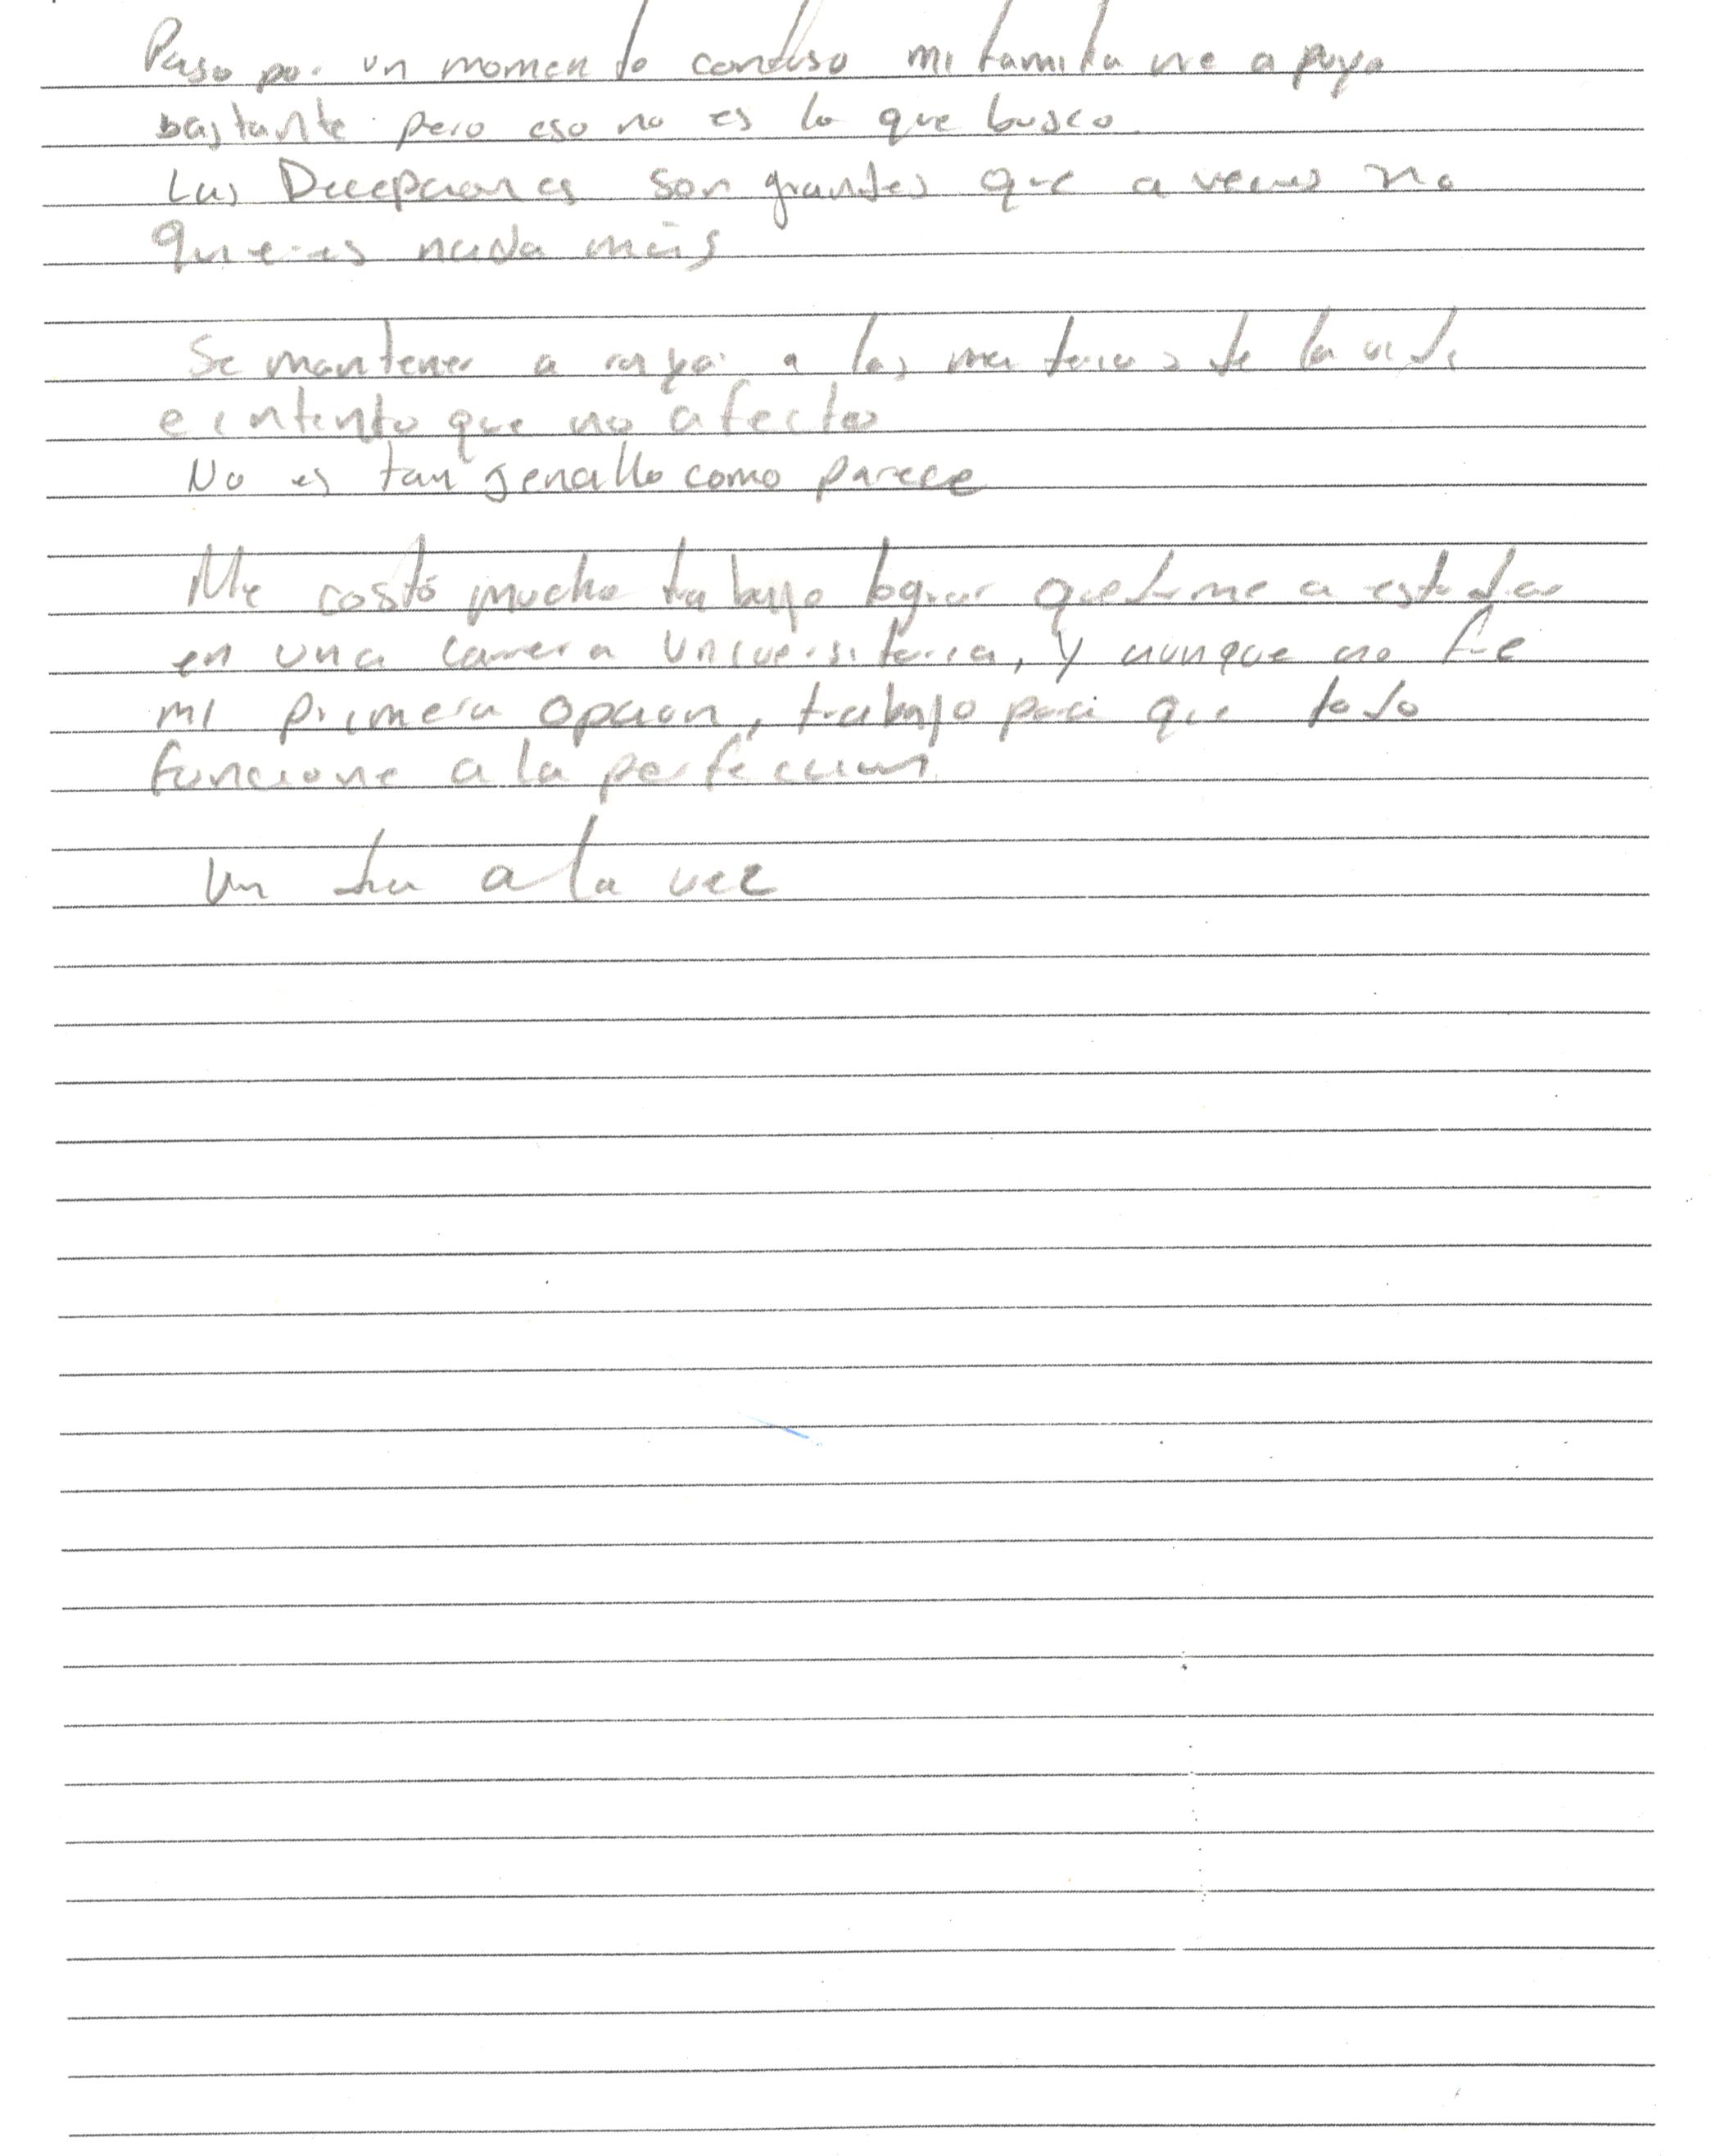 Paso por un momento confuso mi familia me apoya
bastante pero eso no es lo que busco
Las Decepciones son grandes que a veces no
quieres nada más
Se mantener a raya a las materias de la vida
e intento que no afecten
No es tan sencillo como parece
Me costó mucho trabajo lograr quedarme a estudiar
en una carrera Universitaria, y aunque no fue
mi primera opcion, trabajo para que todo
funcione a la perfeccion
Un dia a la vez